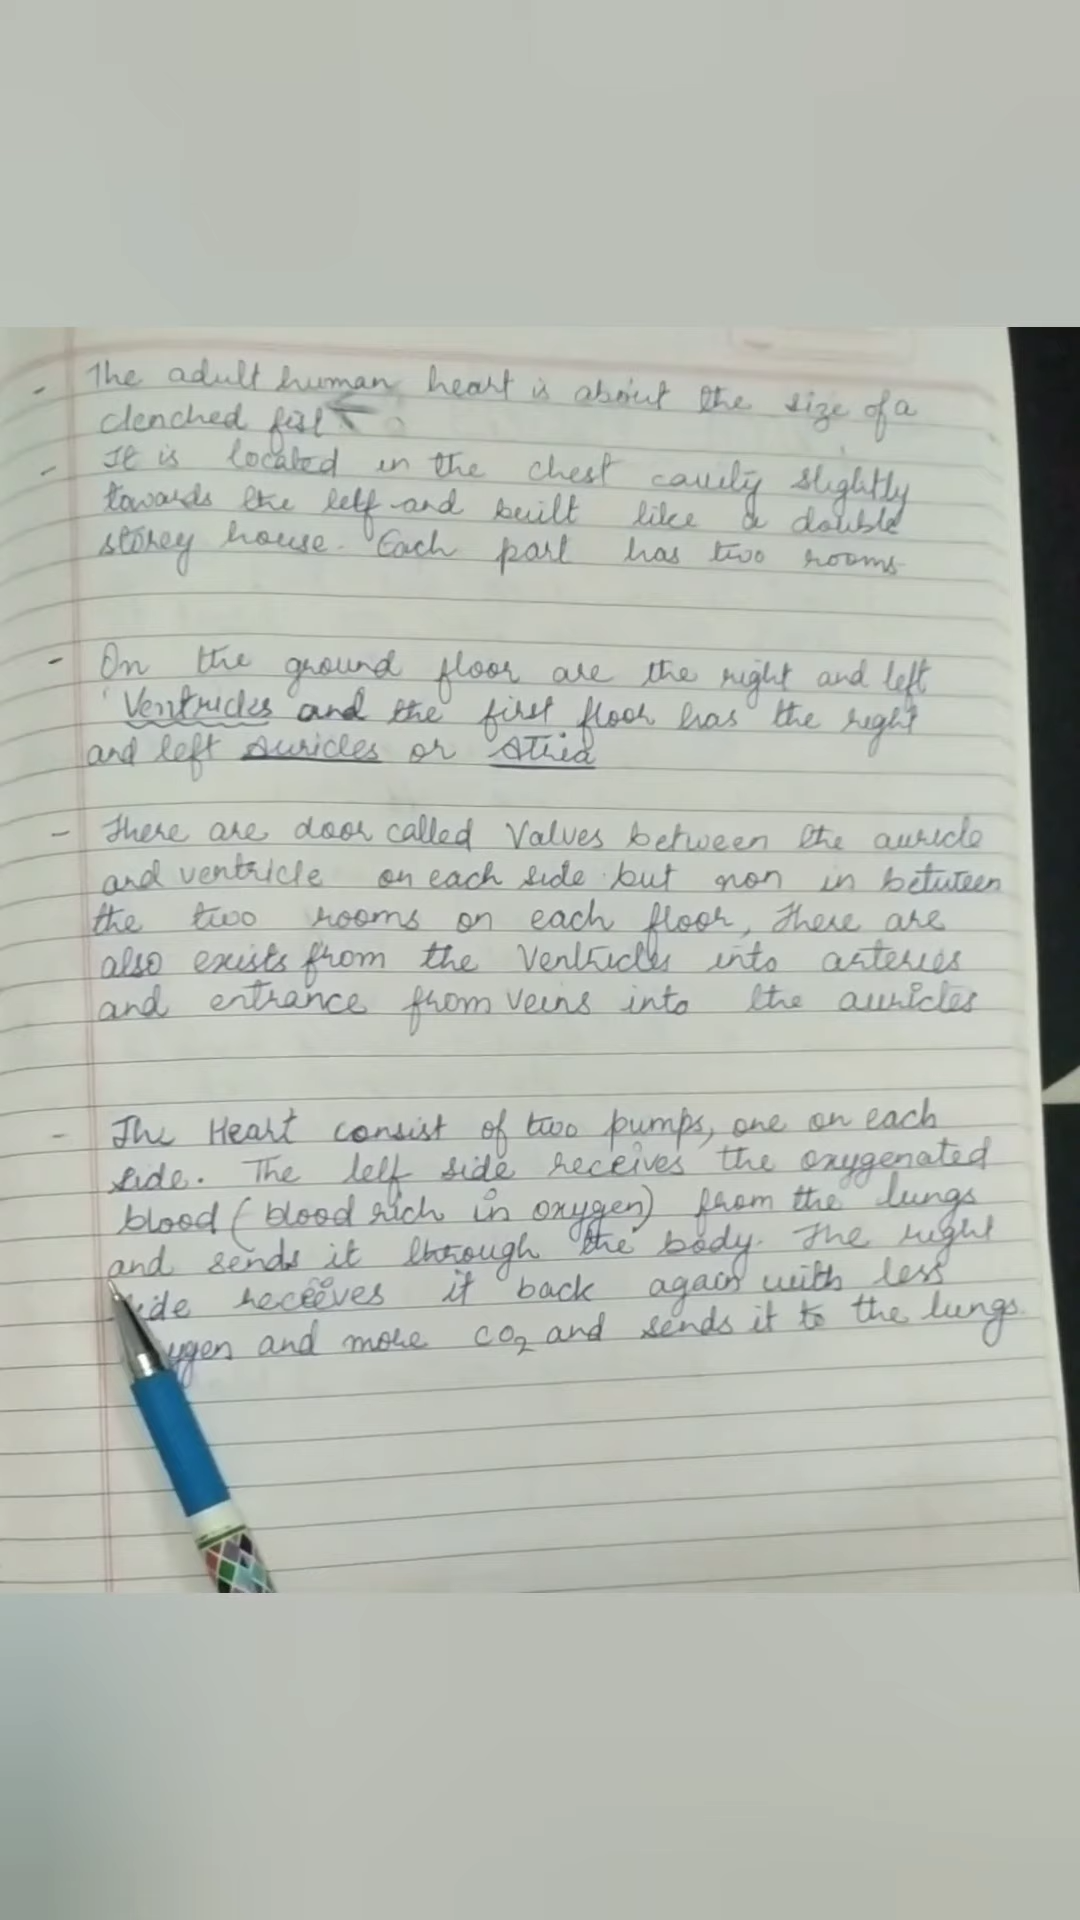 - The adult human heart is about the size of a
clenched fist
- It is located in the chest cavity slightly
towards the left and built like a double
storey house. Each part has two rooms
- On the ground floor are the right and left
Ventricles and the first floor has the right
and left auricles or Atria
- There are door called Valves between the auricle
and ventricle on each side but non in between
the two rooms on each floor, There are
also exists from the Ventricles into arteries
and entrance from veins into the auricles
- The Heart consist of two pumps, one on each
side. The left side receives the oxygenated
blood (blood rich in oxygen) from the lungs
and sends it through the body. The right
side receives it back again with less
ygen and more CO2 and sends it to the lungs.